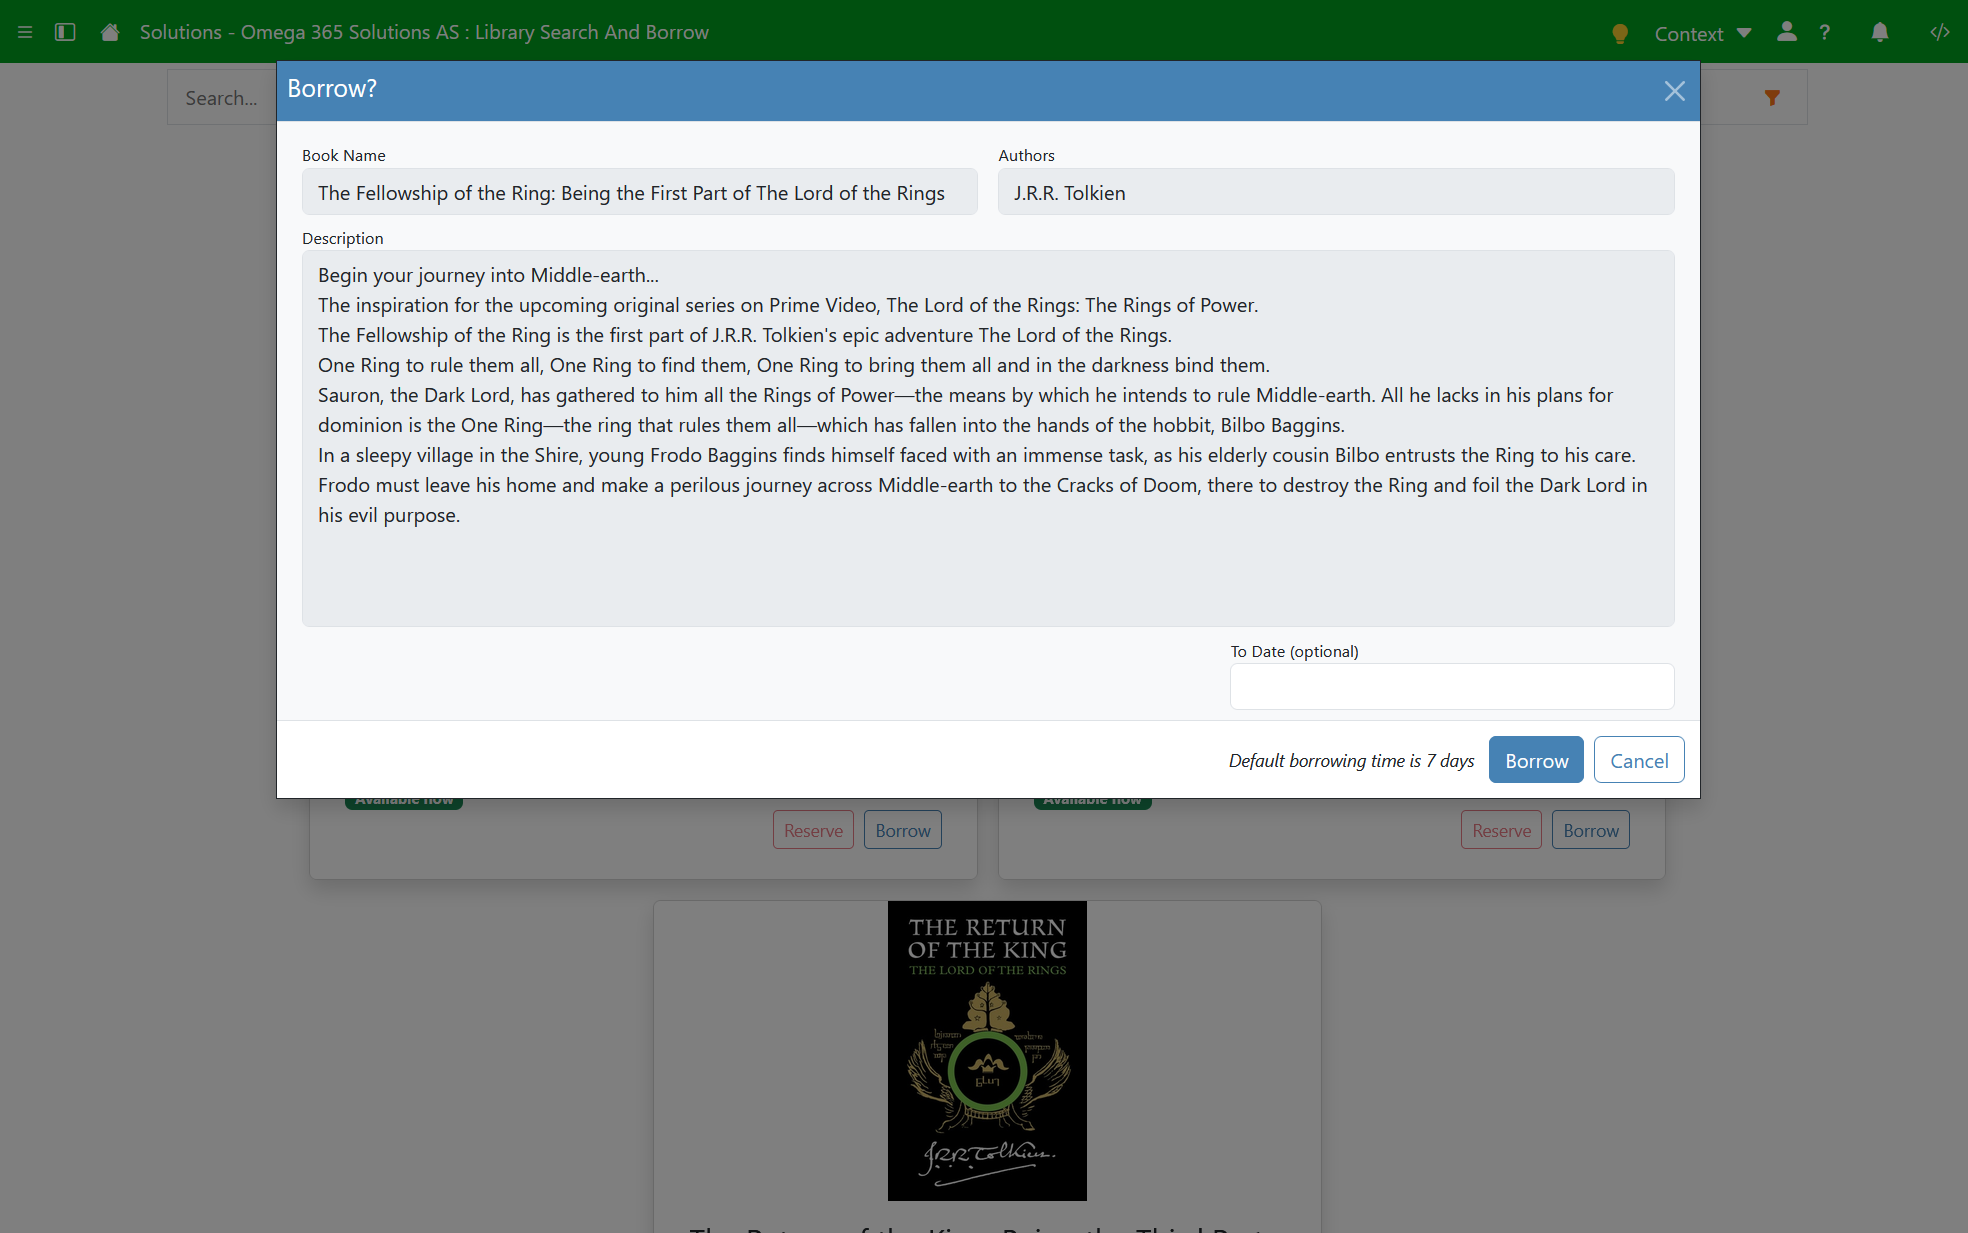 Solutions - Omega 365 Solutions AS : Library Search And Borrow
Context
?
</>
Search...
Borrow?
Book Name
Authors
The Fellowship of the Ring: Being the First Part of The Lord of the Rings
J.R.R. Tolkien
Description
Begin your journey into Middle-earth...
The inspiration for the upcoming original series on Prime Video, The Lord of the Rings: The Rings of Power.
The Fellowship of the Ring is the first part of J.R.R. Tolkien's epic adventure The Lord of the Rings.
One Ring to rule them all, One Ring to find them, One Ring to bring them all and in the darkness bind them.
Sauron, the Dark Lord, has gathered to him all the Rings of Power—the means by which he intends to rule Middle-earth. All he lacks in his plans for
dominion is the One Ring—the ring that rules them all—which has fallen into the hands of the hobbit, Bilbo Baggins.
In a sleepy village in the Shire, young Frodo Baggins finds himself faced with an immense task, as his elderly cousin Bilbo entrusts the Ring to his care.
Frodo must leave his home and make a perilous journey across Middle-earth to the Cracks of Doom, there to destroy the Ring and foil the Dark Lord in
his evil purpose.
To Date (optional)
Default borrowing time is 7 days
Borrow
Cancel
Available now
Available now
Reserve
Borrow
Reserve
Borrow
THE RETURN
OF THE KING
THE LORD OF THE RINGS
J.R.R. Tolkien
The Return of the King: Being the Third Part